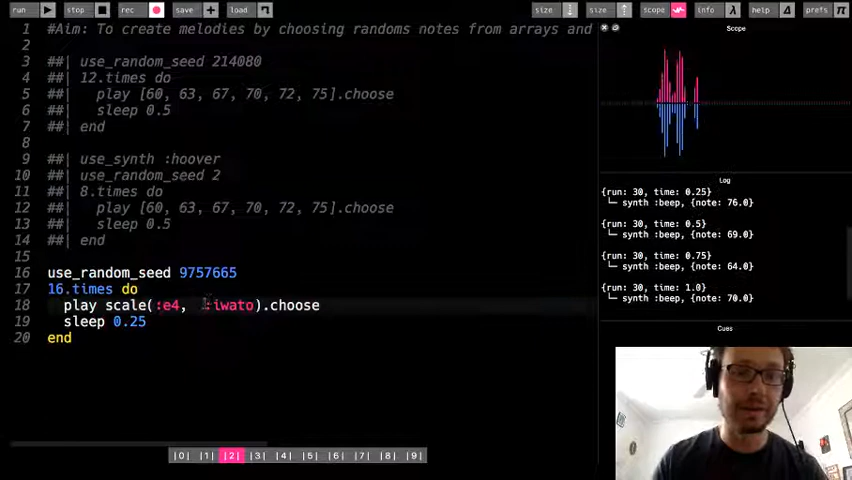 run stop rec save load size size scope info help prefs
1 #Aim: To create melodies by choosing randoms notes from arrays and
2
3 ##| use_random_seed 214080
4 ##| 12.times do
5 ##|   play [60, 63, 67, 70, 72, 75].choose
6 ##|   sleep 0.5
7 ##| end
8
9 ##| use_synth :hoover
10 ##| use_random_seed 2
11 ##| 8.times do
12 ##|   play [60, 63, 67, 70, 72, 75].choose
13 ##|   sleep 0.5
14 ##| end
15
16 use_random_seed 9757665
17 16.times do
18   play scale(:e4,  :iwato).choose
19   sleep 0.25
20 end
|0| |1| |2| |3| |4| |5| |6| |7| |8| |9|
Scope
Log
{run: 30, time: 0.25}
└─ synth :beep, {note: 76.0}
{run: 30, time: 0.5}
└─ synth :beep, {note: 69.0}
{run: 30, time: 0.75}
└─ synth :beep, {note: 64.0}
{run: 30, time: 1.0}
└─ synth :beep, {note: 70.0}
Cues